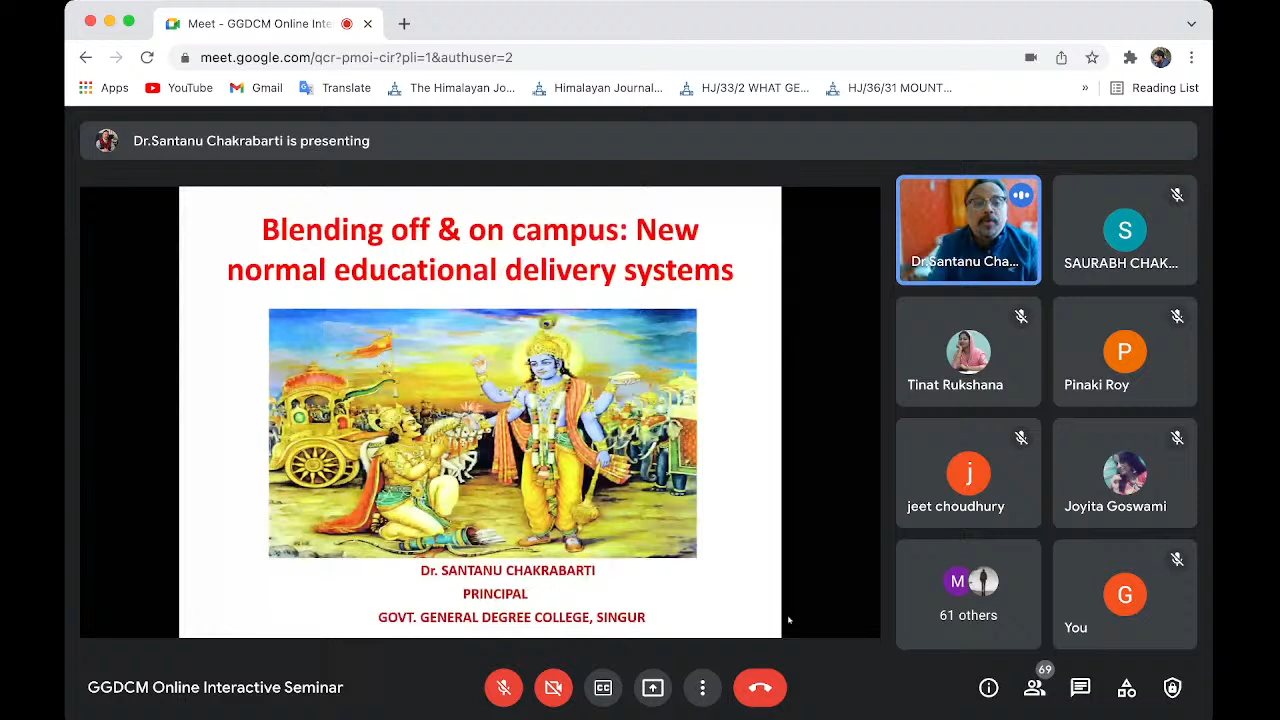 Meet - GGDCM Online Inte
meet.google.com/qcr-pmoi-cir?pli=1&authuser=2
Apps
YouTube
Gmail
Translate
The Himalayan Jo...
Himalayan Journal...
HJ/33/2 WHAT GE...
HJ/36/31 MOUNT...
»
Reading List
Dr.Santanu Chakrabarti is presenting
Blending off & on campus: New
normal educational delivery systems
Dr. SANTANU CHAKRABARTI
PRINCIPAL
GOVT. GENERAL DEGREE COLLEGE, SINGUR
Dr.Santanu Cha...
S
SAURABH CHAK...
Tinat Rukshana
P
Pinaki Roy
j
jeet choudhury
Joyita Goswami
M
61 others
G
You
GGDCM Online Interactive Seminar
CC
69